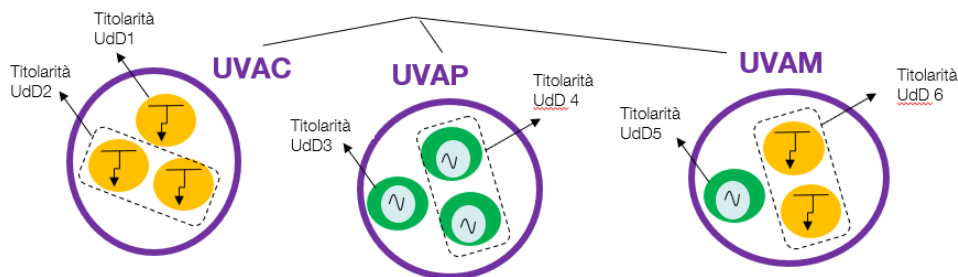 Titolarità
UdD1
Titolarità
UdD2
UVAC
UVAP
Titolarità
UdD3
Titolarità
UdD 4
UVAM
Titolarità
UdD5
Titolarità
UdD 6